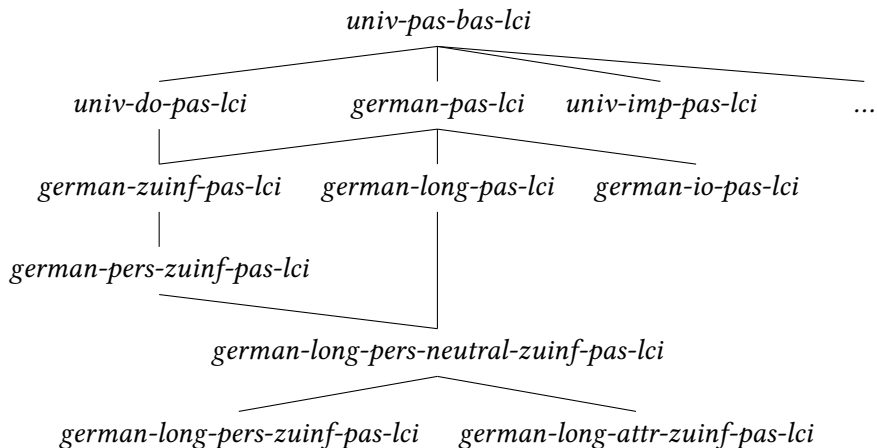 univ-pas-bas-lci
univ-do-pas-lci german-pas-lci univ-imp-pas-lci ...
german-zuinf-pas-lci german-long-pas-lci german-io-pas-lci
german-pers-zuinf-pas-lci
german-long-pers-neutral-zuinf-pas-lci
german-long-pers-zuinf-pas-lci german-long-attr-zuinf-pas-lci